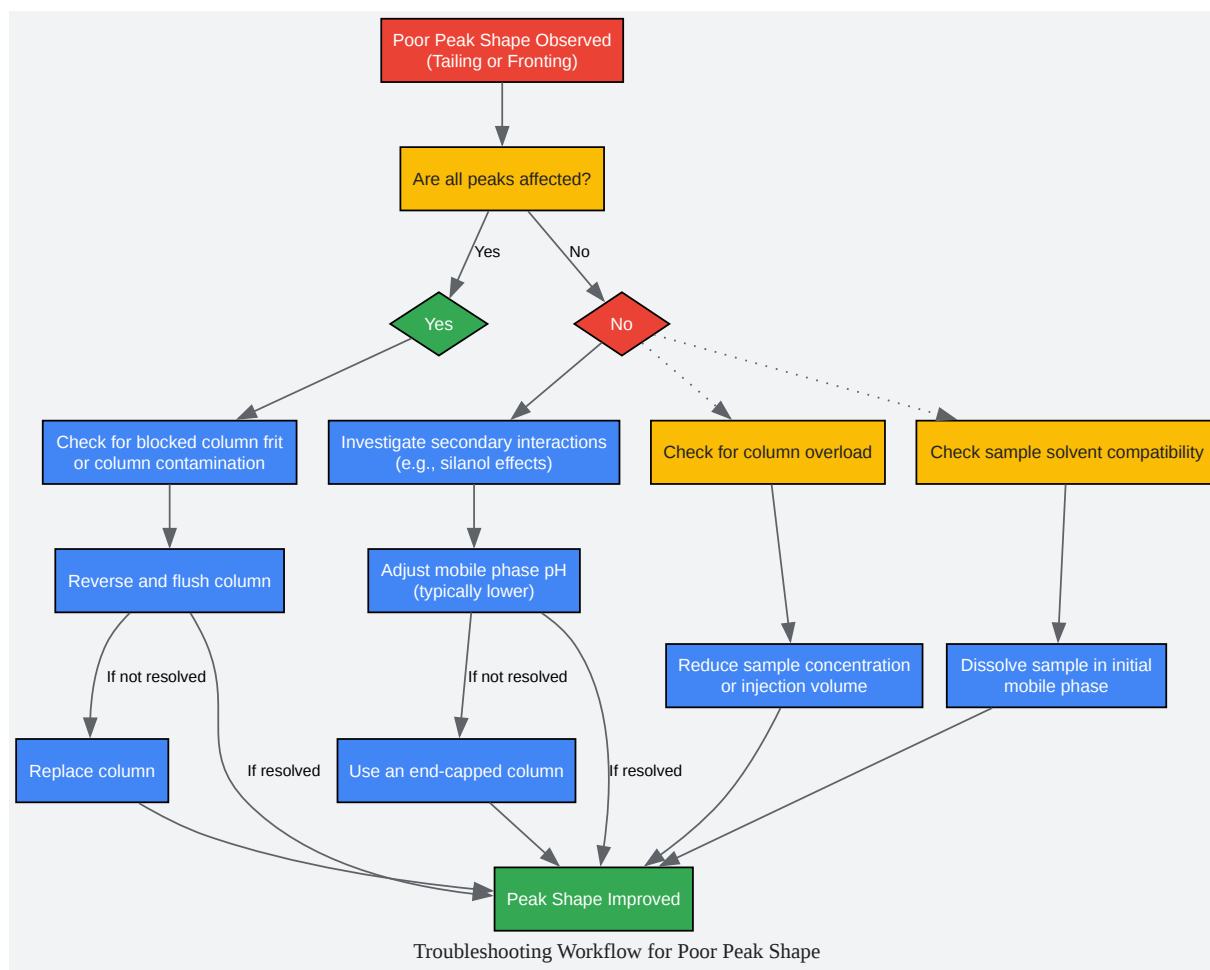 Poor Peak Shape Observed
(Tailing or Fronting)
Are all peaks affected?
Yes
No
Yes
No
Check for blocked column frit
or column contamination
Investigate secondary interactions
(e.g., silanol effects)
Check for column overload
Check sample solvent compatibility
Reverse and flush column
Adjust mobile phase pH
(typically lower)
If not resolved
If not resolved
Reduce sample concentration
or injection volume
Dissolve sample in initial
mobile phase
Replace column
If resolved
Use an end-capped column
If resolved
Peak Shape Improved
Troubleshooting Workflow for Poor Peak Shape